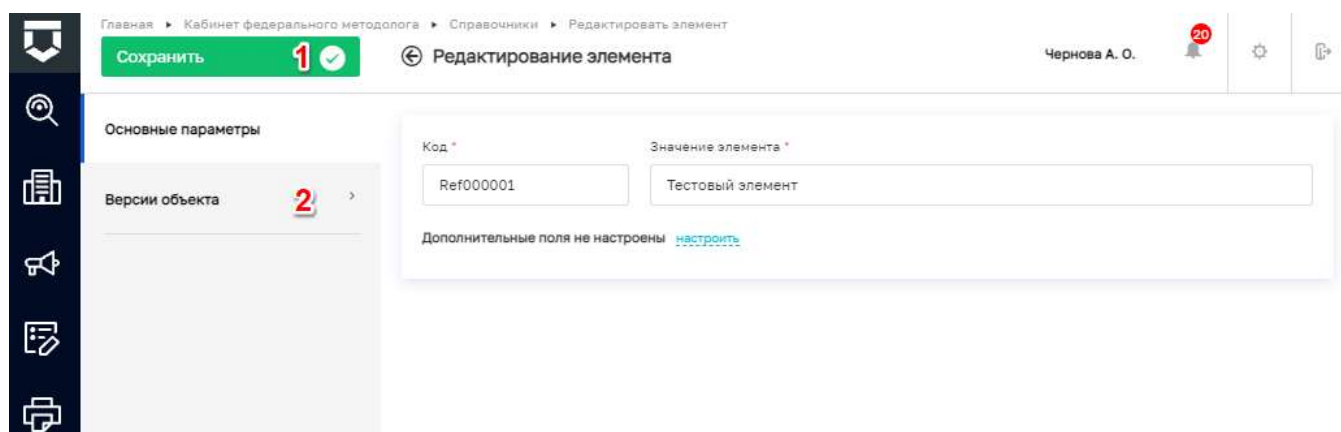 Главная ▸ Кабинет федерального методолога ▸ Справочники ▸ Редактировать элемент
Сохранить 1
Редактирование элемента
Чернова А. О.
20
Основные параметры
Версии объекта 2 >
Код * Значение элемента *
Ref000001 Тестовый элемент
Дополнительные поля не настроены настроить